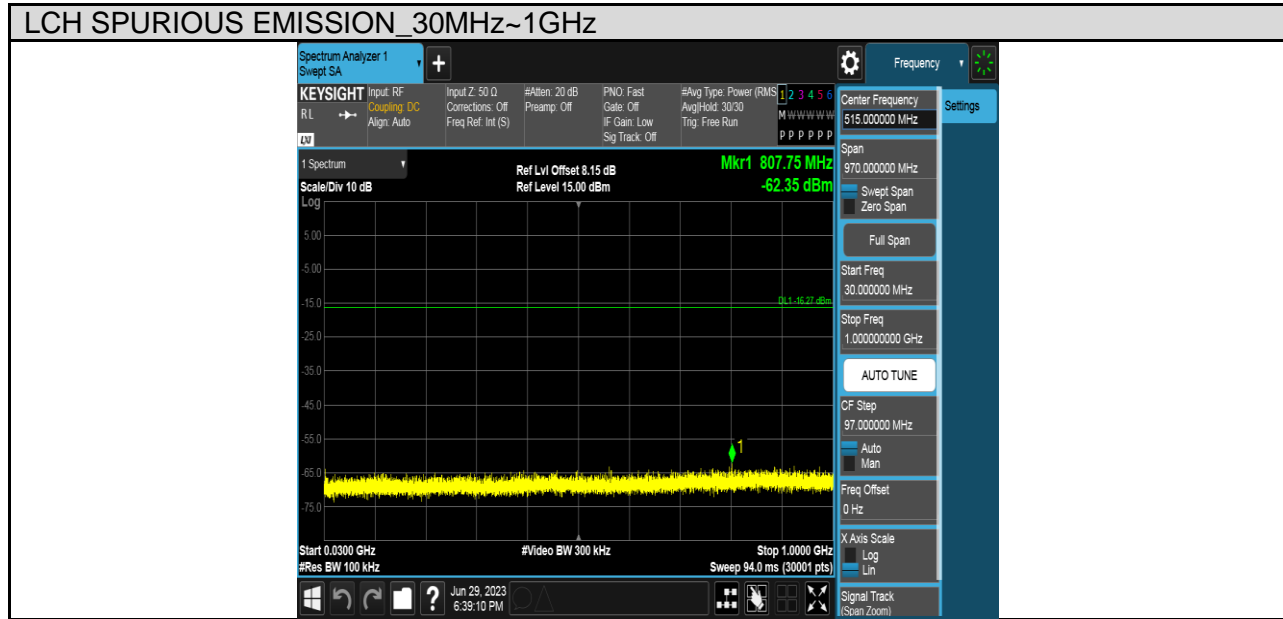 LCH SPURIOUS EMISSION_30MHz~1GHz
Spectrum Analyzer 1
Swept SA
+
Frequency
KEYSIGHT
RL
LXI
Input: RF
Coupling: DC
Align: Auto
Input Z: 50 Ω
Corrections: Off
Freq Ref: Int (S)
#Atten: 20 dB
Preamp: Off
PNO: Fast
Gate: Off
IF Gain: Low
Sig Track: Off
#Avg Type: Power (RMS
Avg|Hold: 30/30
Trig: Free Run
1 2 3 4 5 6
M W W W W W
P P P P P P
1 Spectrum
Scale/Div 10 dB
Log
Ref Lvl Offset 8.15 dB
Ref Level 15.00 dBm
Mkr1 807.75 MHz
-62.35 dBm
5.00
-5.00
-15.0
DL1 -16.27 dBm
-25.0
-35.0
-45.0
-55.0
1
-65.0
-75.0
Start 0.0300 GHz
#Res BW 100 kHz
#Video BW 300 kHz
Stop 1.0000 GHz
Sweep 94.0 ms (30001 pts)
?
Jun 29, 2023
6:39:10 PM
Center Frequency
515.000000 MHz
Settings
Span
970.000000 MHz
Swept Span
Zero Span
Full Span
Start Freq
30.000000 MHz
Stop Freq
1.000000000 GHz
AUTO TUNE
CF Step
97.000000 MHz
Auto
Man
Freq Offset
0 Hz
X Axis Scale
Log
Lin
Signal Track
(Span Zoom)